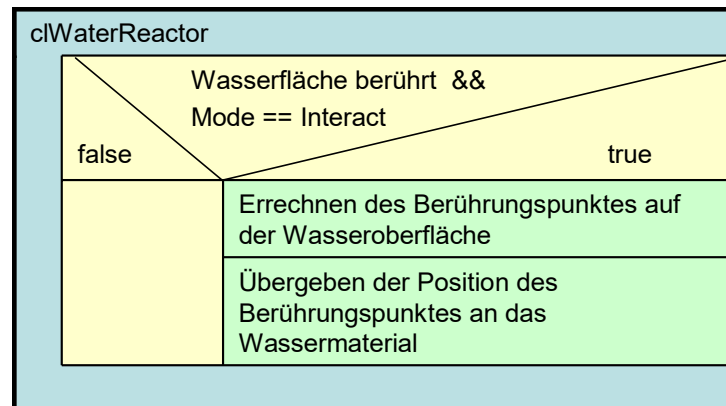 clWaterReactor
Wasserfläche berührt &&
Mode == Interact
false
true
Errechnen des Berührungspunktes auf
der Wasseroberfläche
Übergeben der Position des
Berührungspunktes an das
Wassermaterial